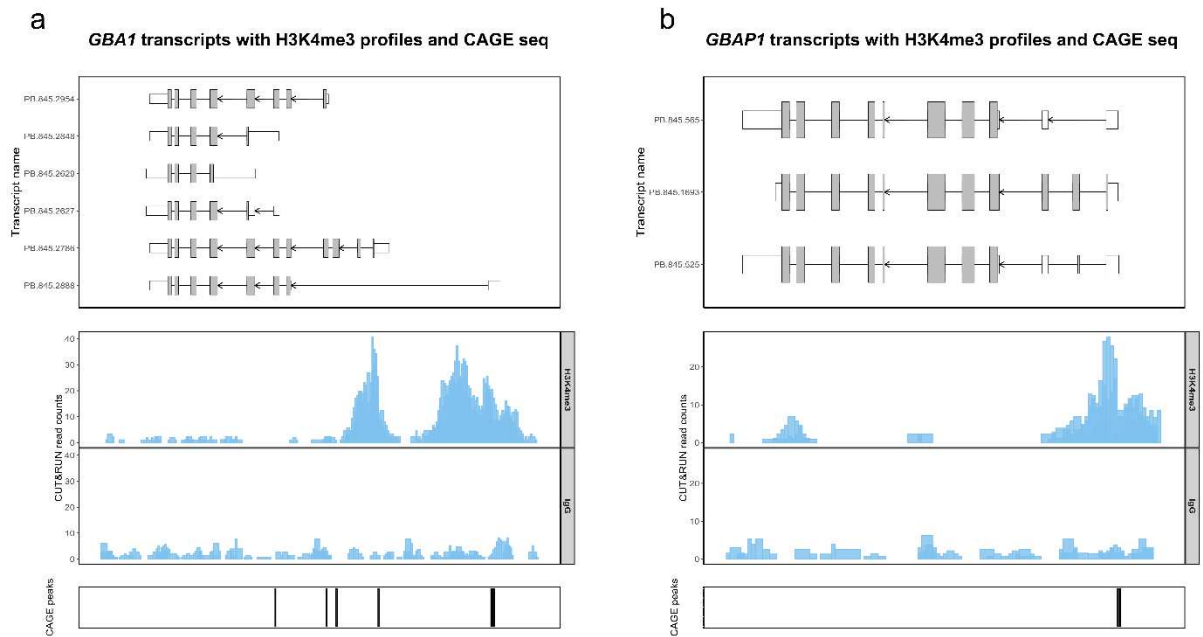 a
GBA1 transcripts with H3K4me3 profiles and CAGE seq
Transcript name
PB.845.2954
PB.845.2848
PB.845.2629
PB.845.2627
PB.845.2786
PB.845.2888
CUT&RUN read counts
40
30
20
10
0
H3K4me3
40
30
20
10
0
IgG
CAGE peaks
b
GBAP1 transcripts with H3K4me3 profiles and CAGE seq
Transcript name
PB.845.565
PB.845.1693
PB.845.525
CUT&RUN read counts
20
10
0
H3K4me3
20
10
0
IgG
CAGE peaks